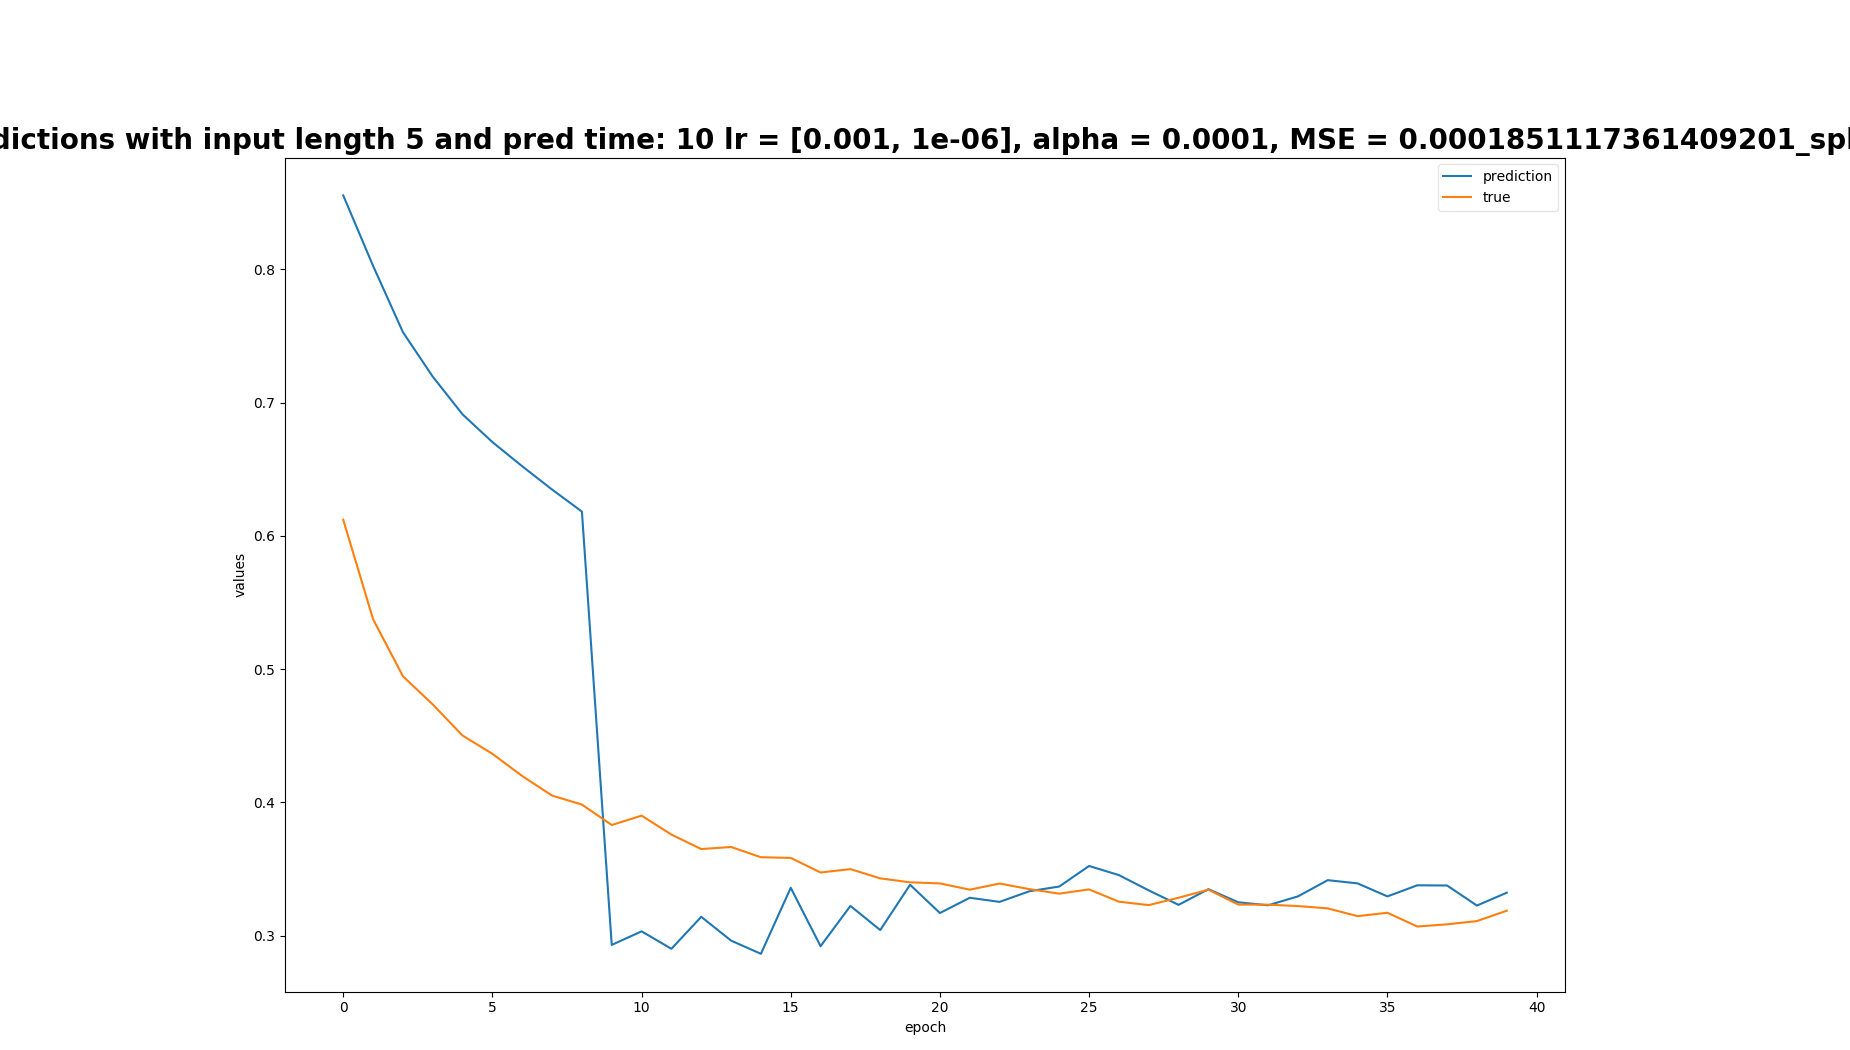 dictions with input length 5 and pred time: 10 lr = [0.001, 1e-06], alpha = 0.0001, MSE = 0.0001851117361409201_spl
prediction
true
0.8
0.7
0.6
0.5
0.4
0.3
values
0 5 10 15 20 25 30 35 40
epoch